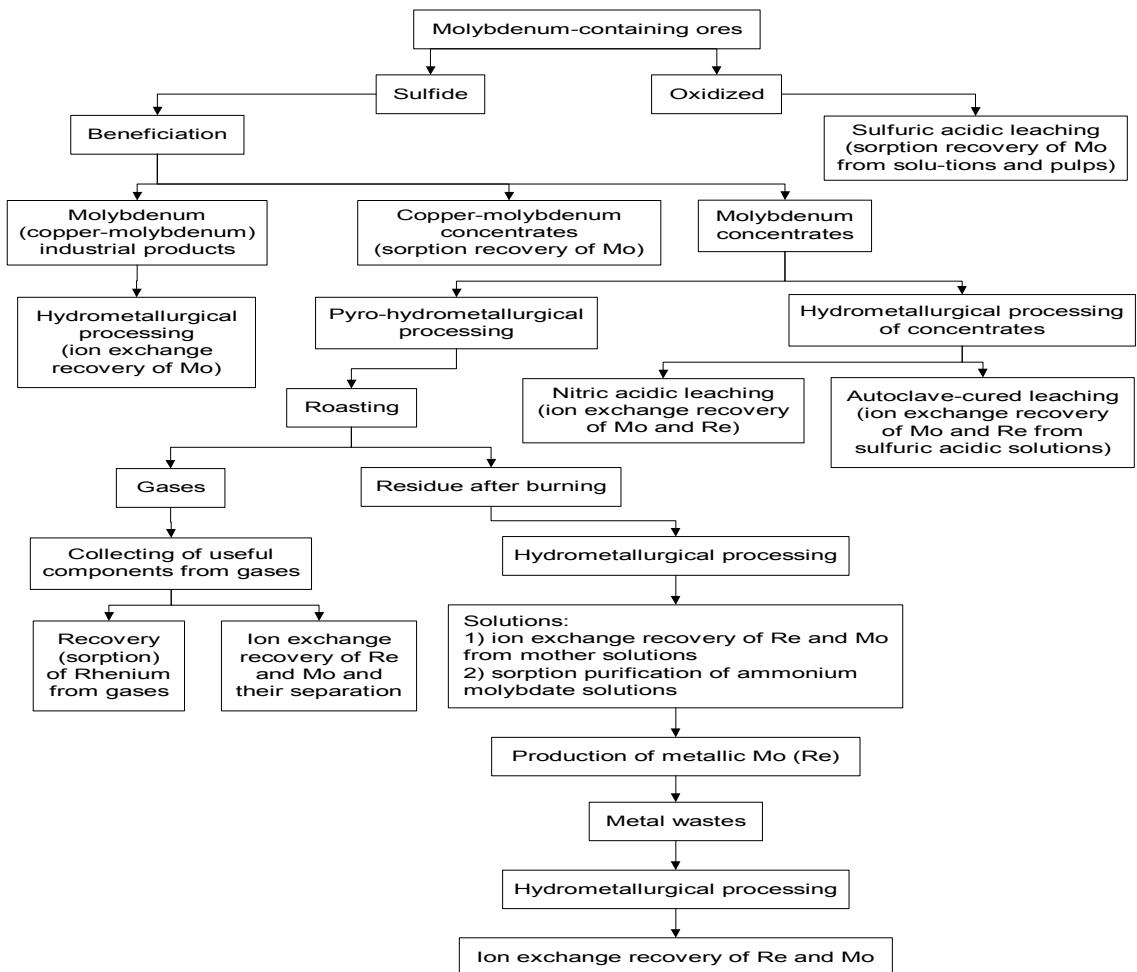 Molybdenum-containing ores
Sulfide
Oxidized
Beneficiation
Sulfuric acidic leaching
(sorption recovery of Mo
from solu-tions and pulps)
Molybdenum
(copper-molybdenum)
industrial products
Copper-molybdenum
concentrates
(sorption recovery of Mo)
Molybdenum
concentrates
Hydrometallurgical
processing
(ion exchange
recovery of Mo)
Pyro-hydrometallurgical
processing
Hydrometallurgical processing
of concentrates
Roasting
Nitric acidic leaching
(ion exchange recovery
of Mo and Re)
Autoclave-cured leaching
(ion exchange recovery
of Mo and Re from
sulfuric acidic solutions)
Gases
Residue after burning
Collecting of useful
components from gases
Hydrometallurgical processing
Recovery
(sorption)
of Rhenium
from gases
Ion exchange
recovery of Re
and Mo and
their separation
Solutions:
1) ion exchange recovery of Re and Mo
from mother solutions
2) sorption purification of ammonium
molybdate solutions
Production of metallic Mo (Re)
Metal wastes
Hydrometallurgical processing
Ion exchange recovery of Re and Mo